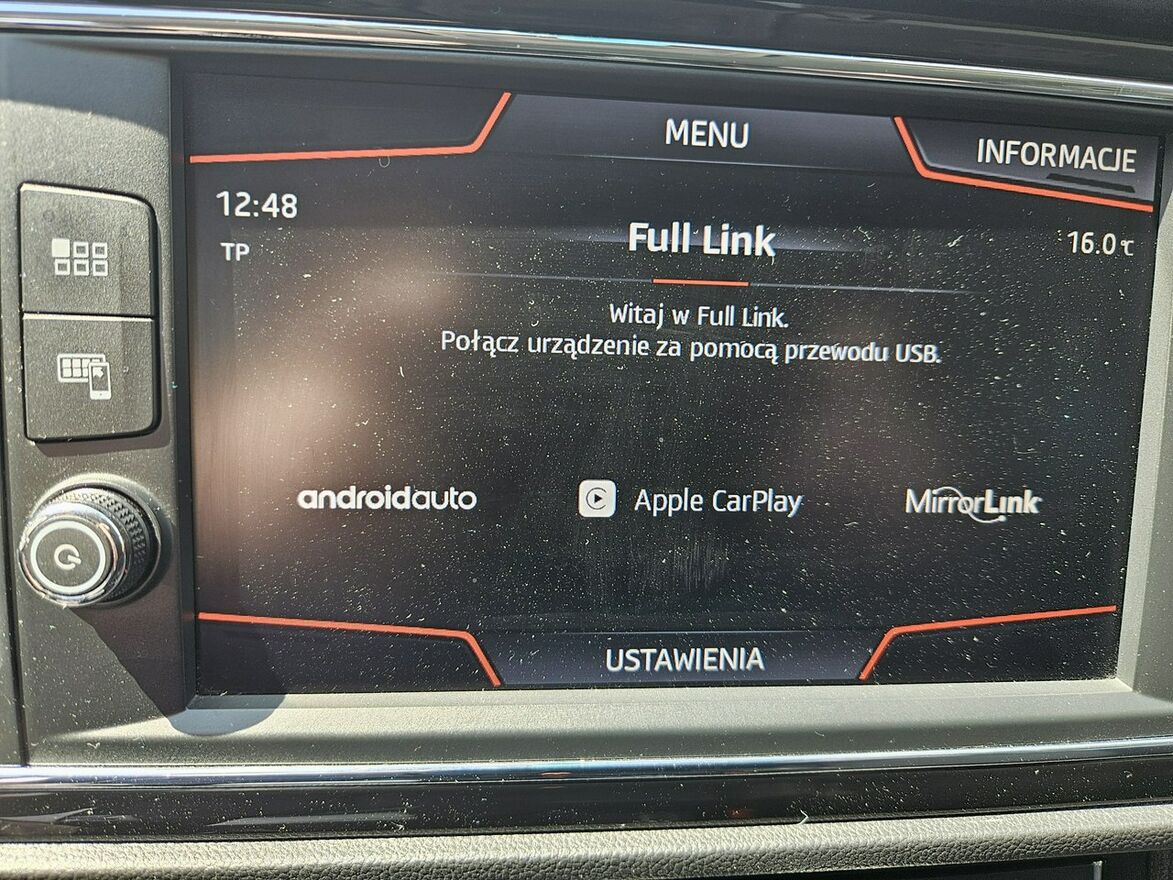 MENU
INFORMACJE
12:48
TP
Full Link
16.0 °C
Witaj w Full Link.
Połącz urządzenie za pomocą przewodu USB.
androidauto
Apple CarPlay
MirrorLink
USTAWIENIA